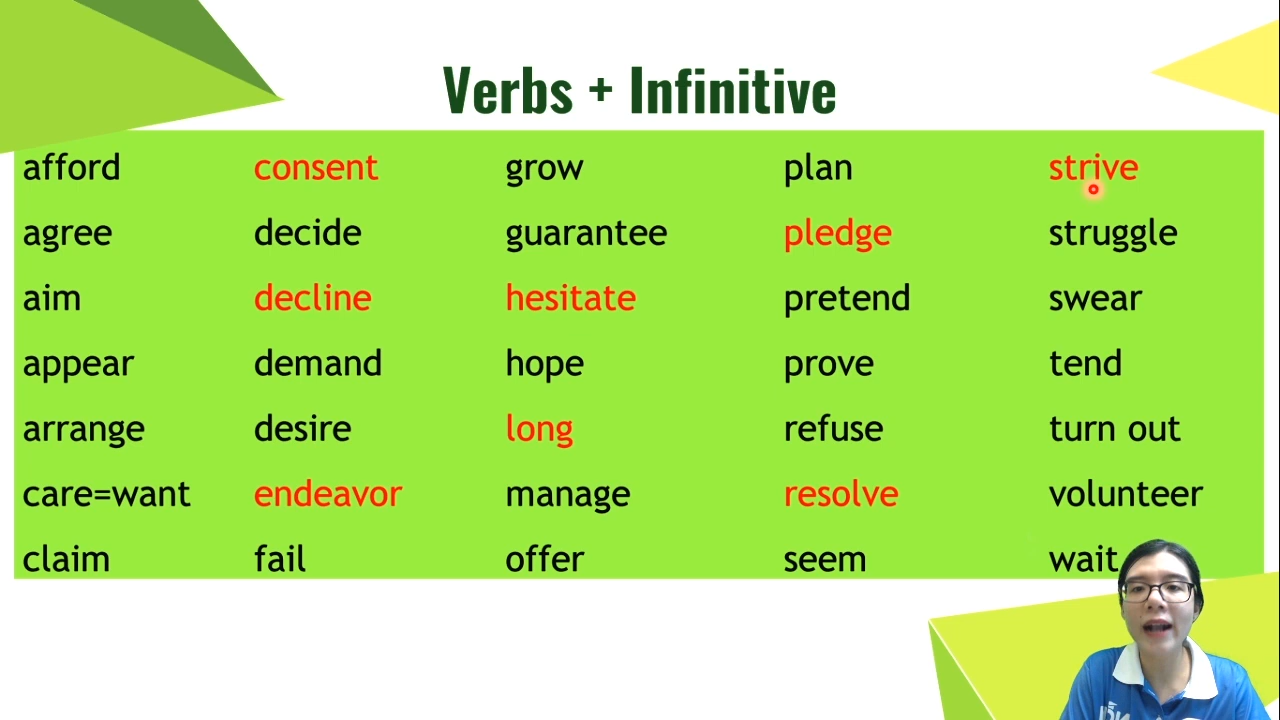 Verbs + Infinitive
afford consent grow plan strive
agree decide guarantee pledge struggle
aim decline hesitate pretend swear
appear demand hope prove tend
arrange desire long refuse turn out
care=want endeavor manage resolve volunteer
claim fail offer seem wait